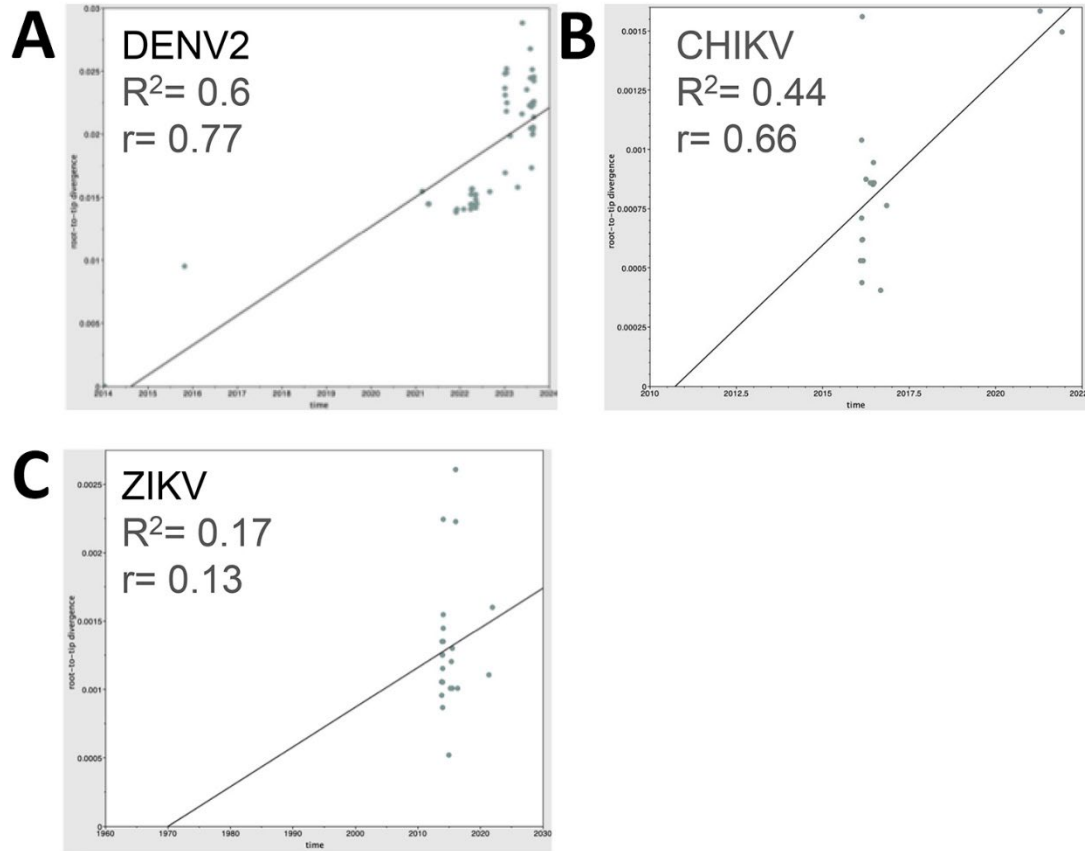 A
DENV2
R²= 0.6
r= 0.77
0.03
0.025
0.02
0.015
0.01
0.005
0
root-to-tip divergence
2014 2015 2016 2017 2018 2019 2020 2021 2022 2023 2024
time
B
CHIKV
R²= 0.44
r= 0.66
0.0015
0.00125
0.001
0.00075
0.0005
0.00025
0
root-to-tip divergence
2010 2012.5 2015 2017.5 2020 2022
time
C
ZIKV
R²= 0.17
r= 0.13
0.0025
0.002
0.0015
0.001
0.0005
0
root-to-tip divergence
1960 1970 1980 1990 2000 2010 2020 2030
time